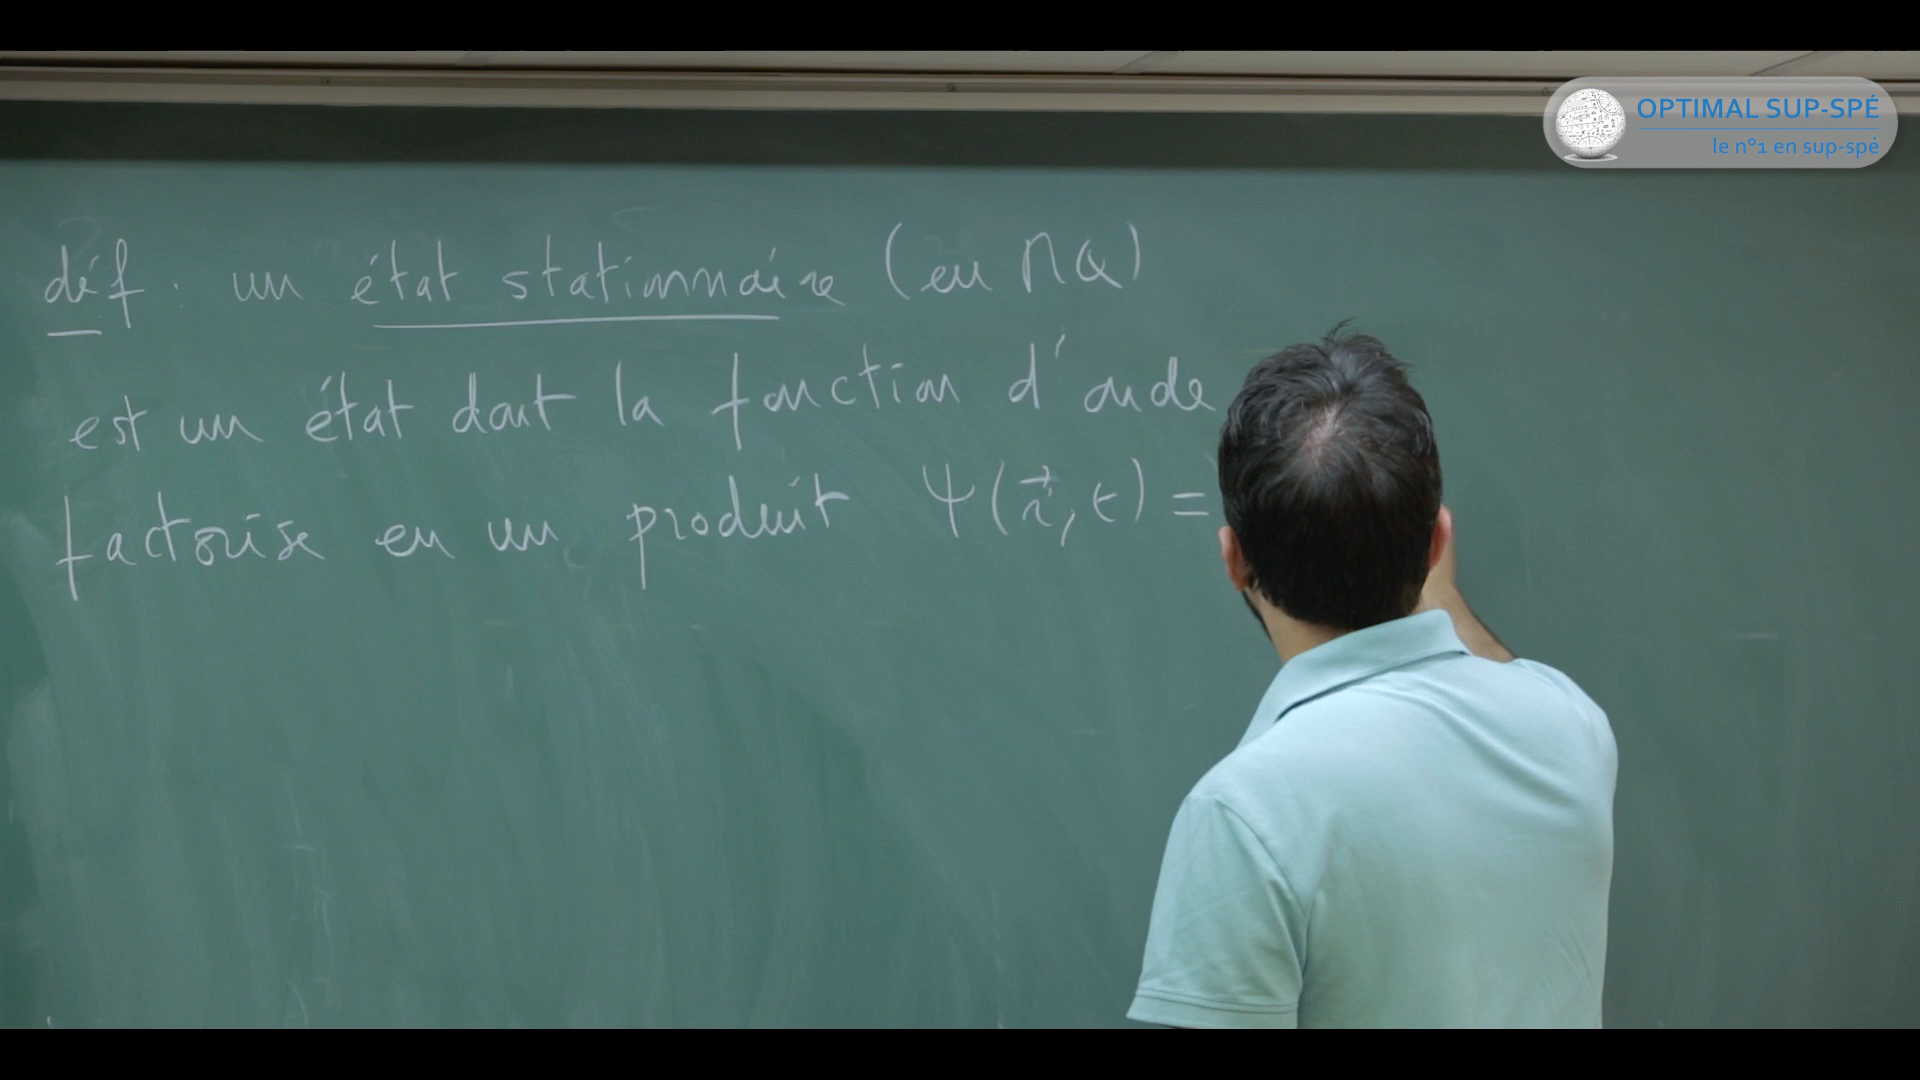 OPTIMAL SUP-SPÉ
le n°1 en sup-spé
déf : un état stationnaire (en MQ)
est un état dont la fonction d'onde
factorise en un produit Ψ(r⃗,t) =